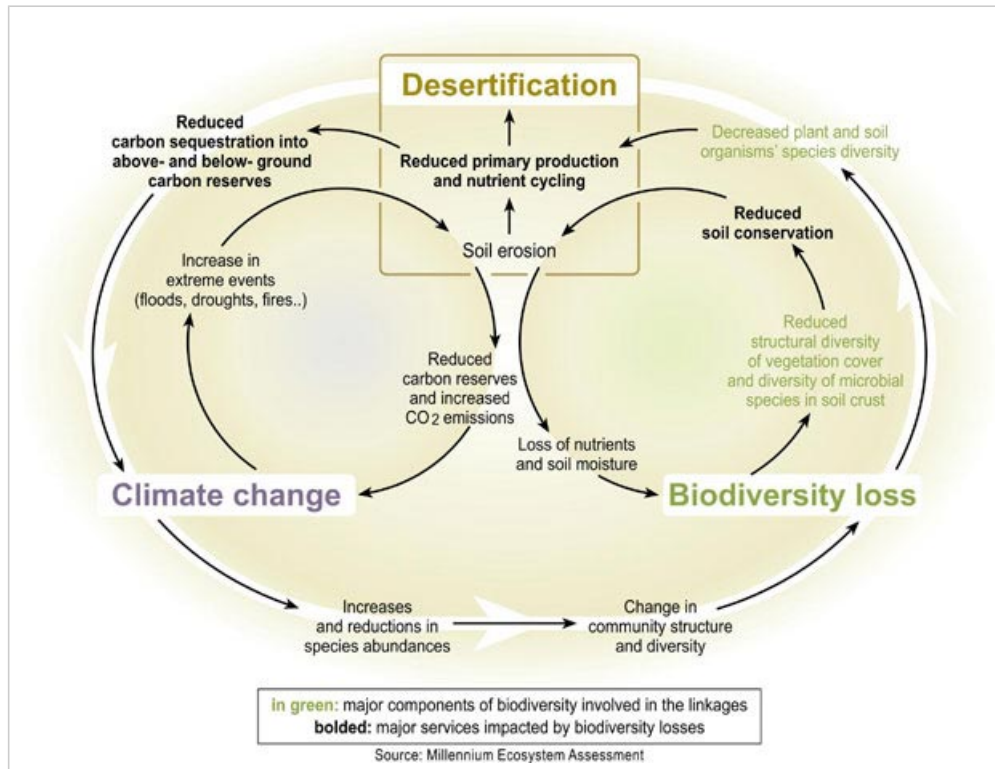 Desertification
Reduced
carbon sequestration into
above- and below- ground
carbon reserves
Reduced primary production
and nutrient cycling
Decreased plant and soil
organisms' species diversity
Reduced
soil conservation
Soil erosion
Increase in
extreme events
(floods, droughts, fires..)
Reduced
structural diversity
of vegetation cover
and diversity of microbial
species in soil crust
Reduced
carbon reserves
and increased
CO2 emissions
Loss of nutrients
and soil moisture
Climate change
Biodiversity loss
Increases
and reductions in
species abundances
Change in
community structure
and diversity
in green: major components of biodiversity involved in the linkages
bolded: major services impacted by biodiversity losses
Source: Millennium Ecosystem Assessment